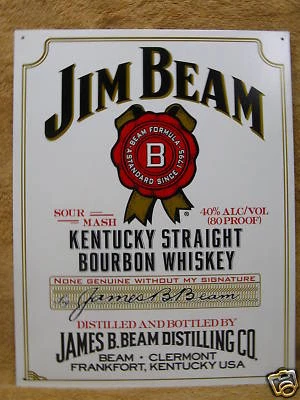 JIM BEAM
·BEAM FORMULA·
A STANDARD SINCE 1795
B
®
SOUR
MASH
40% ALC/VOL
(80 PROOF)
KENTUCKY STRAIGHT
BOURBON WHISKEY
NONE GENUINE WITHOUT MY SIGNATURE
by James B. Beam
DISTILLED AND BOTTLED BY
JAMES B. BEAM DISTILLING CO.
BEAM · CLERMONT
FRANKFORT, KENTUCKY USA